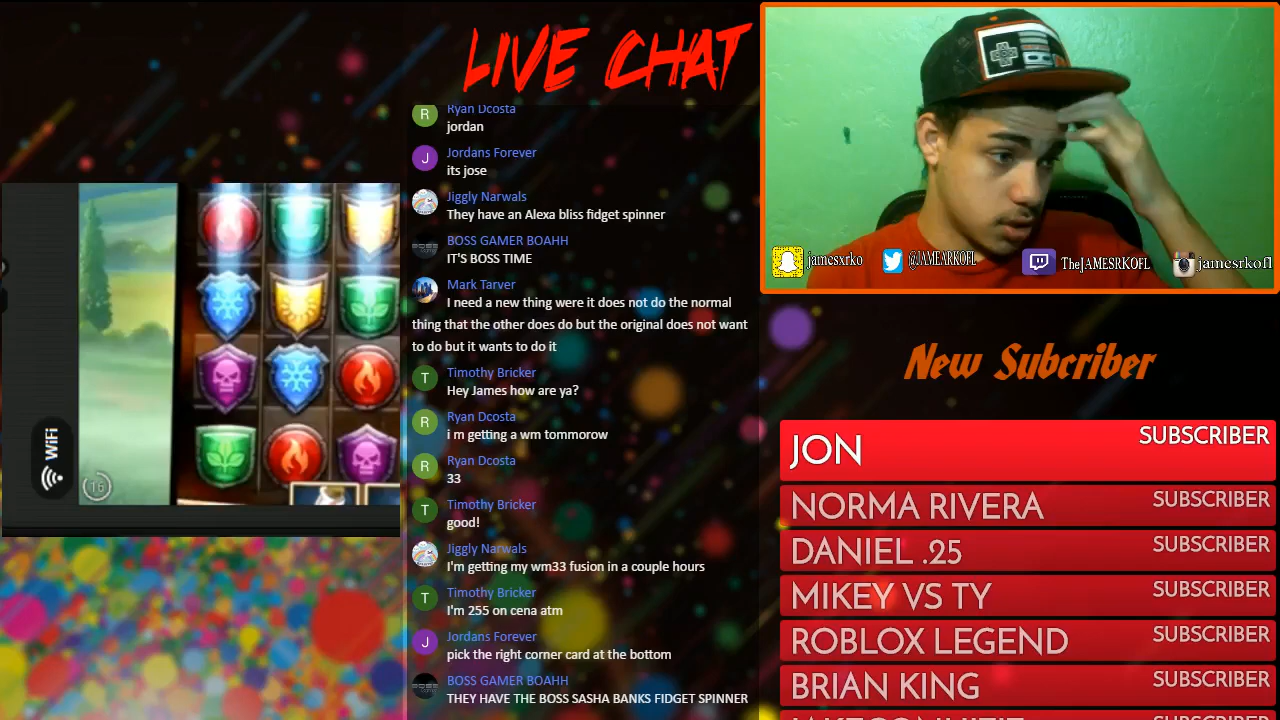 LIVE CHAT
R
Ryan Dcosta
jordan
J
Jordans Forever
its jose
Jiggly Narwals
They have an Alexa bliss fidget spinner
BOSS GAMER BOAHH
IT'S BOSS TIME
Mark Tarver
I need a new thing were it does not do the normal
thing that the other does do but the original does not want
to do but it wants to do it
T
Timothy Bricker
Hey James how are ya?
R
Ryan Dcosta
i m getting a wm tommorow
R
Ryan Dcosta
33
T
Timothy Bricker
good!
Jiggly Narwals
I'm getting my wm33 fusion in a couple hours
T
Timothy Bricker
I'm 255 on cena atm
J
Jordans Forever
pick the right corner card at the bottom
BOSS GAMER BOAHH
THEY HAVE THE BOSS SASHA BANKS FIDGET SPINNER
WiFi
16
jamesxrko
@JAMEARKOFL
TheJAMESRKOFL
jamesrkofl
New Subcriber
JON SUBSCRIBER
NORMA RIVERA SUBSCRIBER
DANIEL .25 SUBSCRIBER
MIKEY VS TY SUBSCRIBER
ROBLOX LEGEND SUBSCRIBER
BRIAN KING SUBSCRIBER